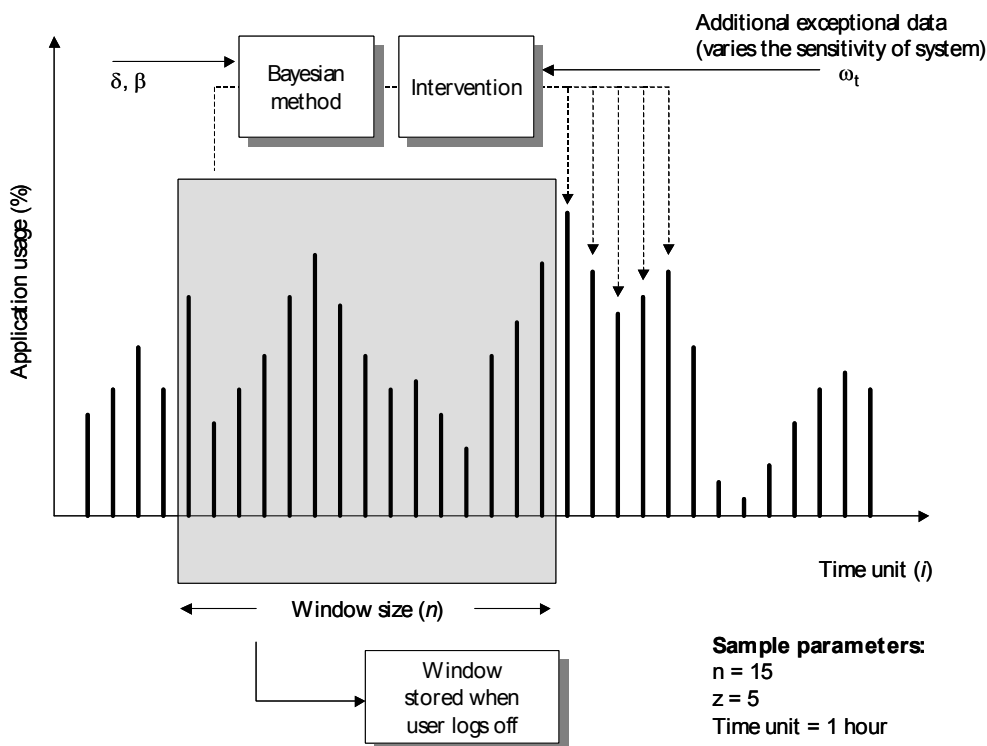 Additional exceptional data
(varies the sensitivity of system)
δ, β
Bayesian
method
Intervention
ω_t
Application usage (%)
Time unit (i)
Window size (n)
Window
stored when
user logs off
Sample parameters:
n = 15
z = 5
Time unit = 1 hour